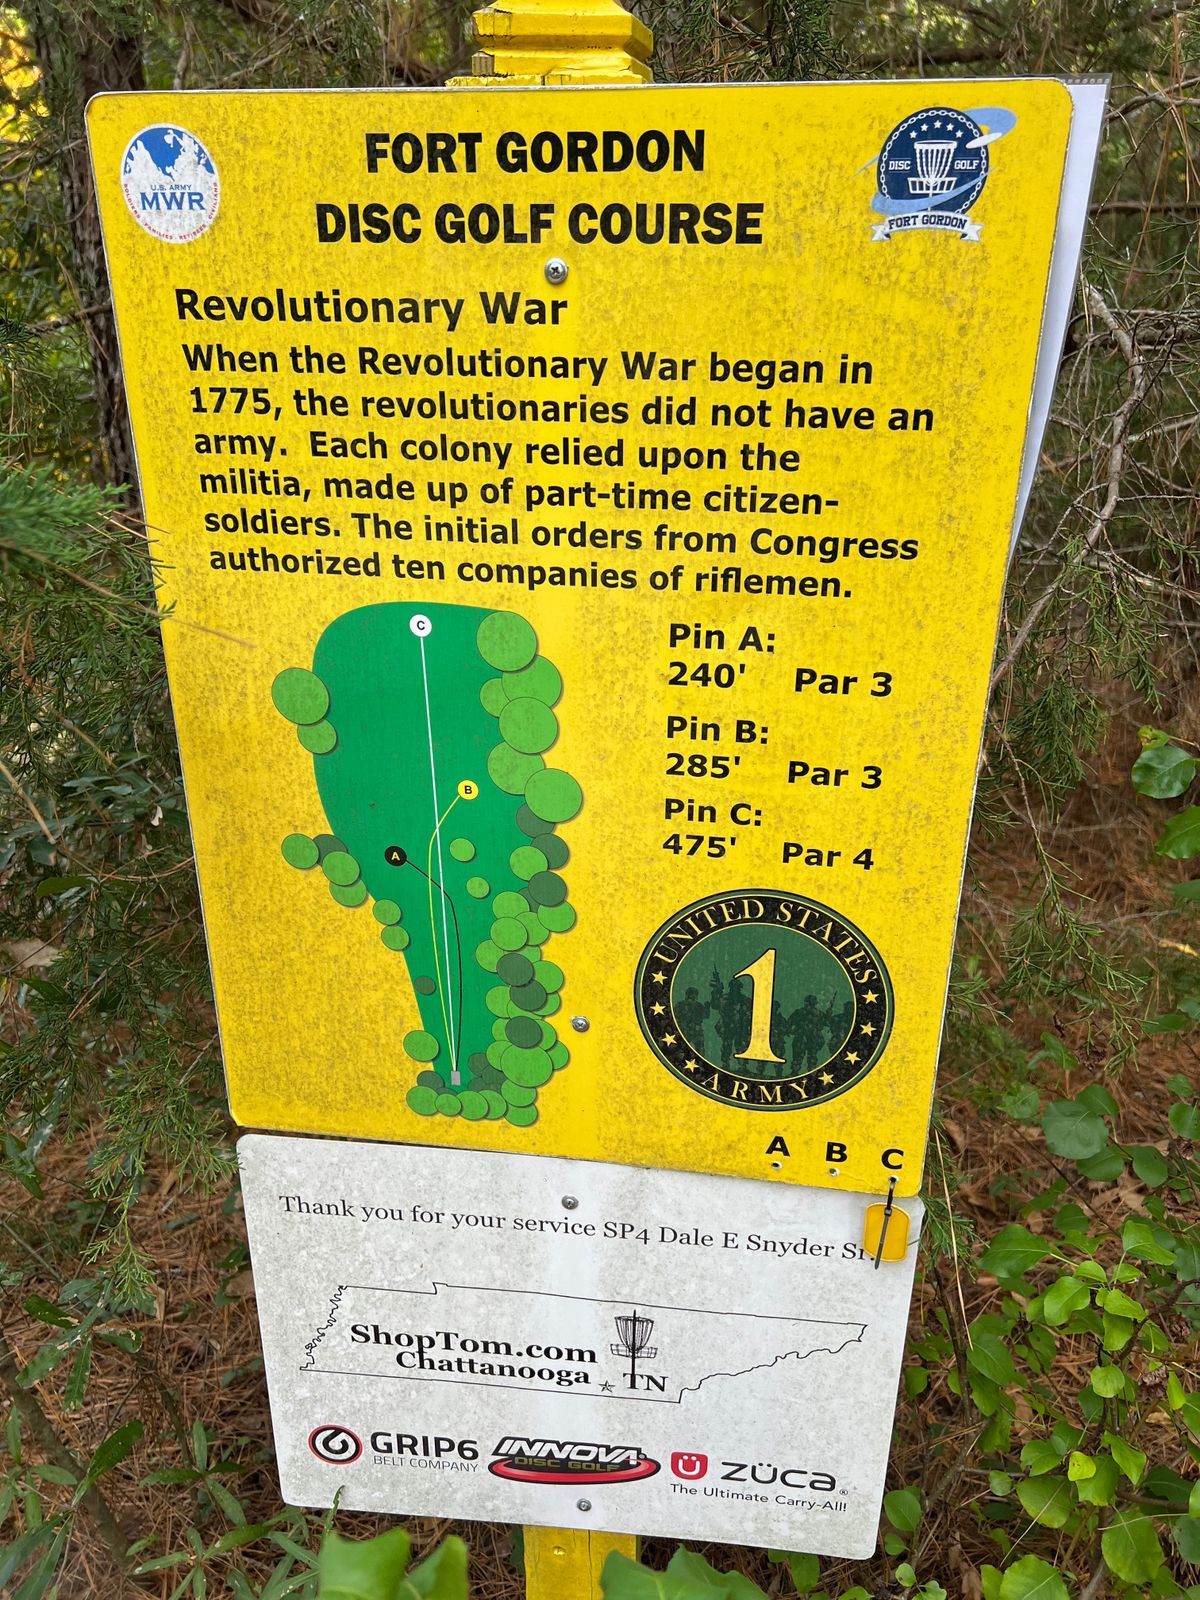 FORT GORDON
DISC GOLF COURSE
U.S. ARMY
MWR
SOLDIERS · FAMILIES · RETIREES · CIVILIANS
DISC GOLF
FORT GORDON
Revolutionary War
When the Revolutionary War began in
1775, the revolutionaries did not have an
army. Each colony relied upon the
militia, made up of part-time citizen-
soldiers. The initial orders from Congress
authorized ten companies of riflemen.
C
B
A
Pin A:
240' Par 3
Pin B:
285' Par 3
Pin C:
475' Par 4
UNITED STATES
1
ARMY
A B C
Thank you for your service SP4 Dale E Snyder Sr.
ShopTom.com
Chattanooga TN
GRIP6
BELT COMPANY
INNOVA
DISC GOLF
ZÜCA®
The Ultimate Carry-All!